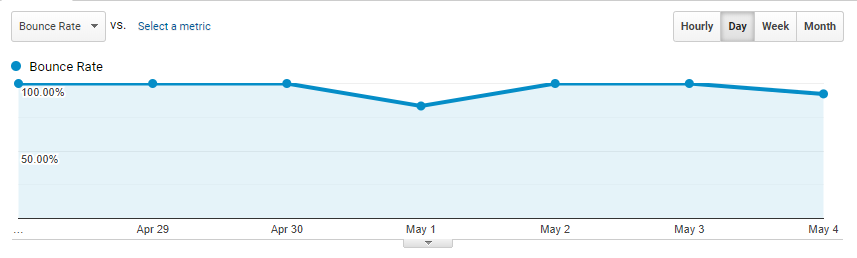 Bounce Rate vs. Select a metric Hourly Day Week Month
Bounce Rate
100.00%
50.00%
... Apr 29 Apr 30 May 1 May 2 May 3 May 4